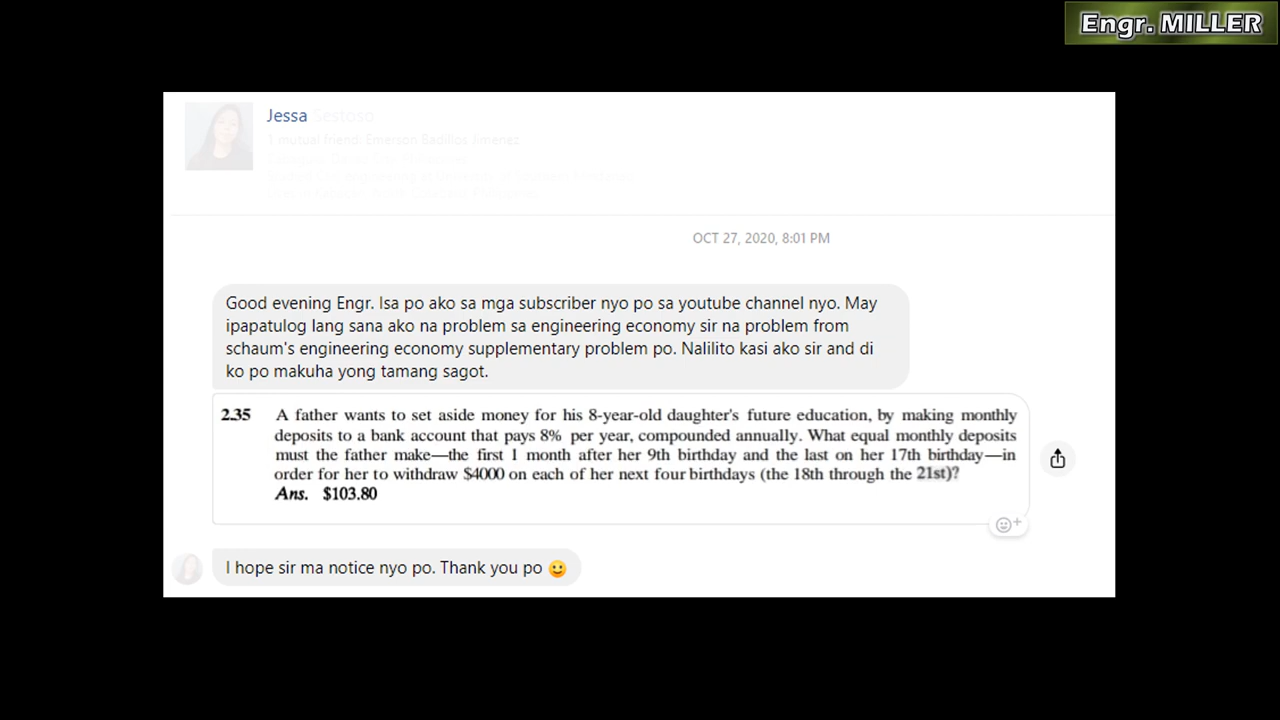 Engr. MILLER
Jessa Sestoso
1 mutual friend: Emerson Badillos Jimenez
OCT 27, 2020, 8:01 PM
Good evening Engr. Isa po ako sa mga subscriber nyo po sa youtube channel nyo. May
ipapatulog lang sana ako na problem sa engineering economy sir na problem from
schaum's engineering economy supplementary problem po. Nalilito kasi ako sir and di
ko po makuha yong tamang sagot.
2.35 A father wants to set aside money for his 8-year-old daughter's future education, by making monthly
deposits to a bank account that pays 8% per year, compounded annually. What equal monthly deposits
must the father make—the first 1 month after her 9th birthday and the last on her 17th birthday—in
order for her to withdraw $4000 on each of her next four birthdays (the 18th through the 21st)?
Ans. $103.80
I hope sir ma notice nyo po. Thank you po 🙂